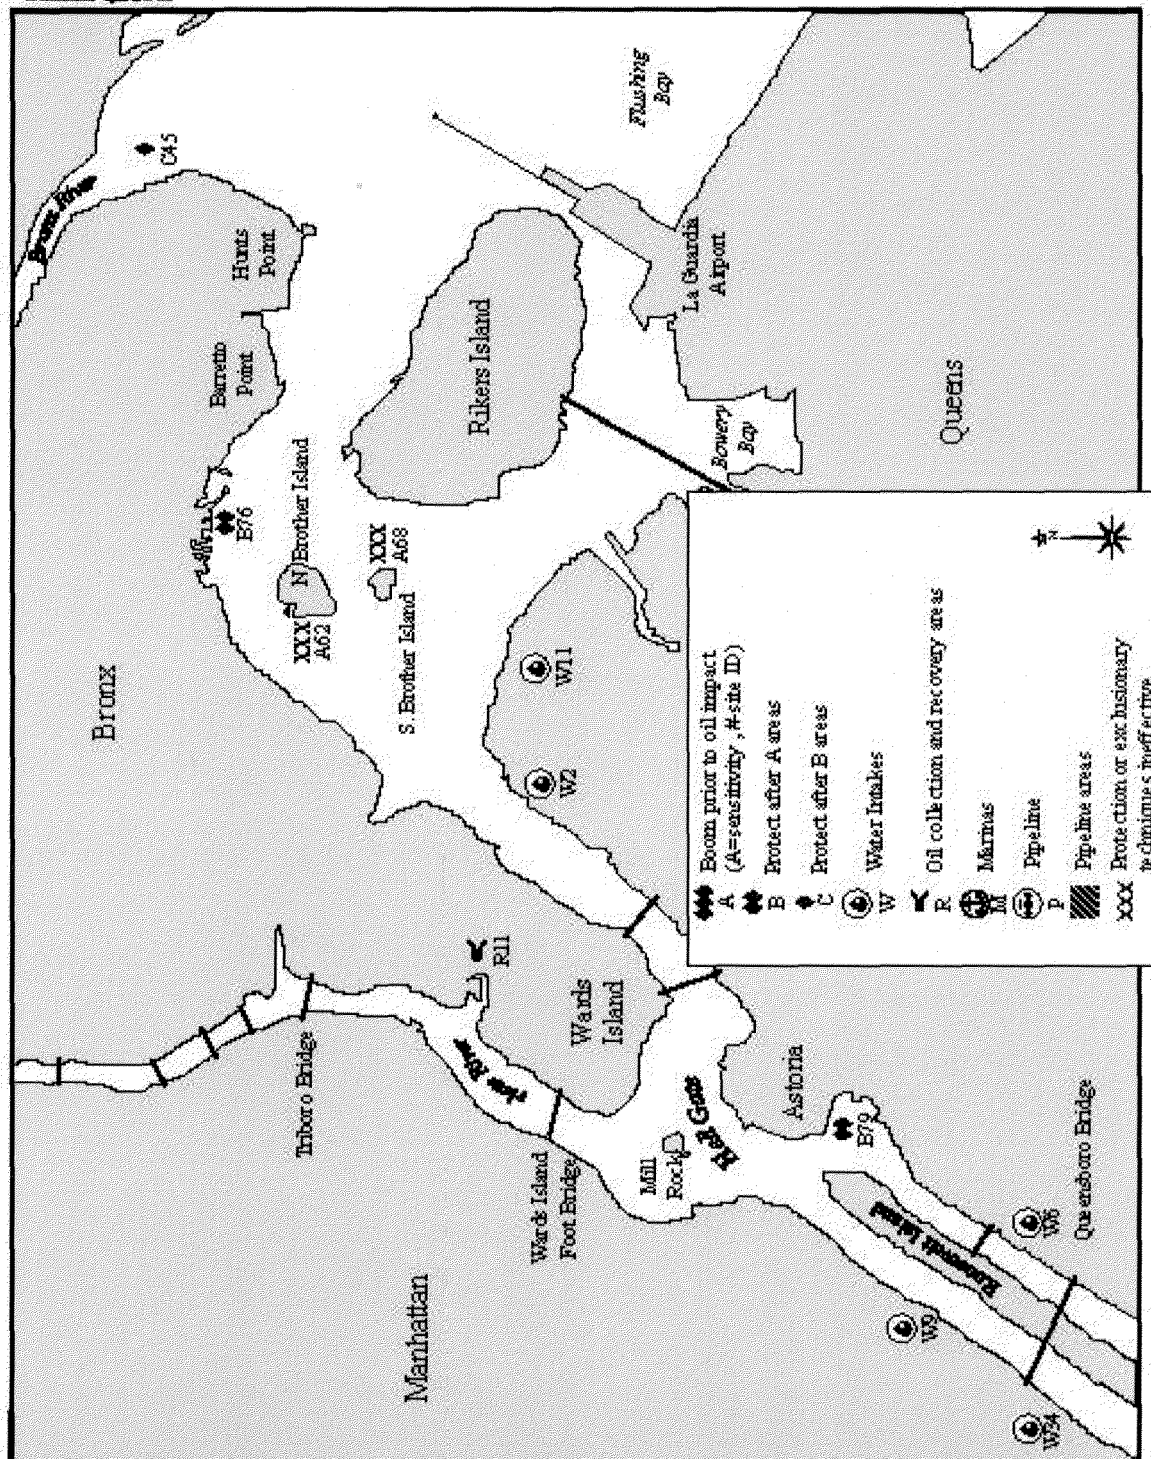 Bronx River
C45
Flushing
Bay
Hunts
Point
La Guardia
Airport
Barretto
Point
Rikers Island
Bowery
Bay
Queens
B76
N Brother Island
XXX
A62
XXX
A68
S. Brother Island
Bronx
W11
W2
R11
Wards
Island
Triboro Bridge
River
Wards Island
Foot Bridge
Mill
Rock
Hell Gate
Astoria
B79
Roosevelt Island
Queensboro Bridge
W6
W9
W34
Manhattan
A Boom prior to oil impact
(A=sensitivity, #-site ID)
B Protect after A areas
C Protect after B areas
W Water Intakes
R Oil collection and recovery areas
M Marinas
P Pipeline
Pipeline areas
XXX Protection or exclusionary
techniques ineffective
N